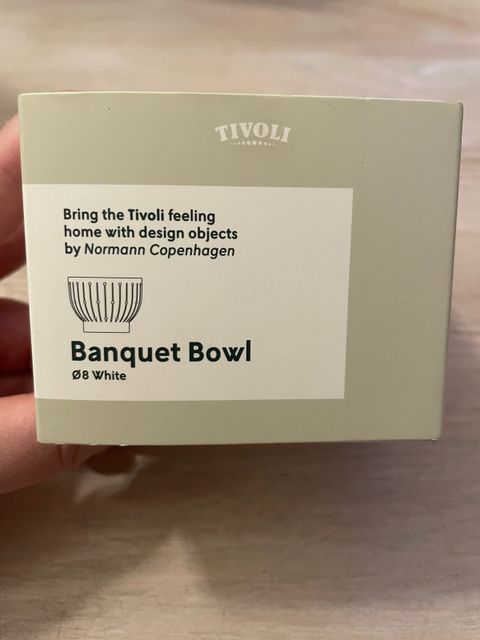 TIVOLI
Bring the Tivoli feeling
home with design objects
by Normann Copenhagen
Banquet Bowl
Ø8 White